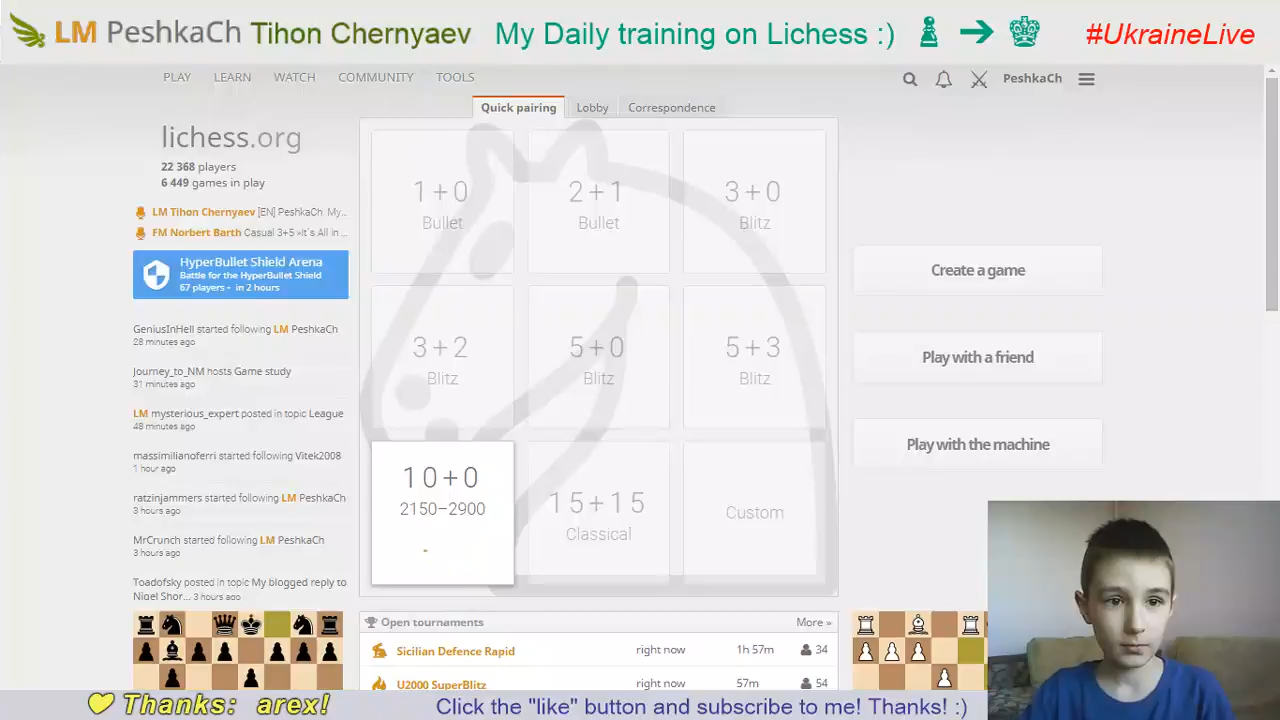 LM PeshkaCh Tihon Chernyaev My Daily training on Lichess :) #UkraineLive
PLAY LEARN WATCH COMMUNITY TOOLS PeshkaCh
Quick pairing Lobby Correspondence
lichess.org
22 368 players
6 449 games in play
LM Tihon Chernyaev [EN] PeshkaCh. My...
FM Norbert Barth Casual 3+5 »It´s All in ...
HyperBullet Shield Arena
Battle for the HyperBullet Shield
67 players • in 2 hours
GeniusInHell started following LM PeshkaCh
28 minutes ago
Journey_to_NM hosts Game study
31 minutes ago
LM mysterious_expert posted in topic League
48 minutes ago
massimilianoferri started following Vitek2008
1 hour ago
ratzinjammers started following LM PeshkaCh
3 hours ago
MrCrunch started following LM PeshkaCh
3 hours ago
Toadofsky posted in topic My blogged reply to
Nigel Shor... 3 hours ago
1+0
Bullet
2+1
Bullet
3+0
Blitz
3+2
Blitz
5+0
Blitz
5+3
Blitz
10+0
2150–2900
15+15
Classical
Custom
Create a game
Play with a friend
Play with the machine
Open tournaments More »
Sicilian Defence Rapid right now 1h 57m 34
U2000 SuperBlitz right now 57m 54
Thanks: arex! Click the "like" button and subscribe to me! Thanks! :)